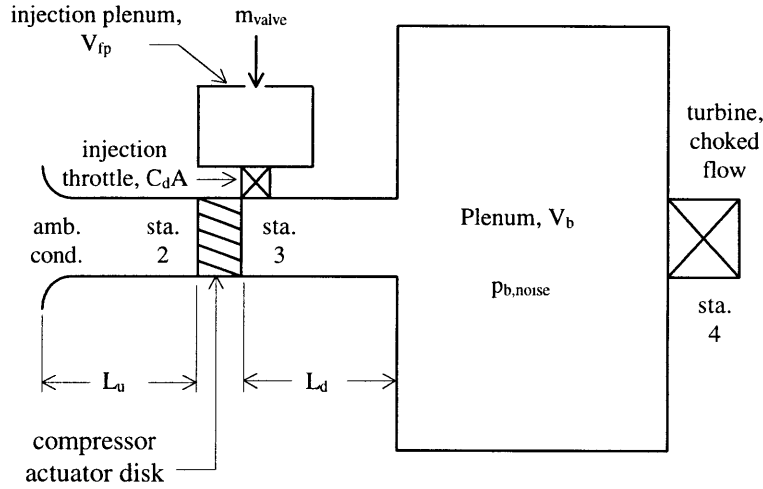 injection plenum,
V_fp
m_valve
injection
throttle, C_dA
turbine,
choked
flow
amb.
cond.
sta.
2
sta.
3
Plenum, V_b
p_b,noise
sta.
4
L_u
L_d
compressor
actuator disk